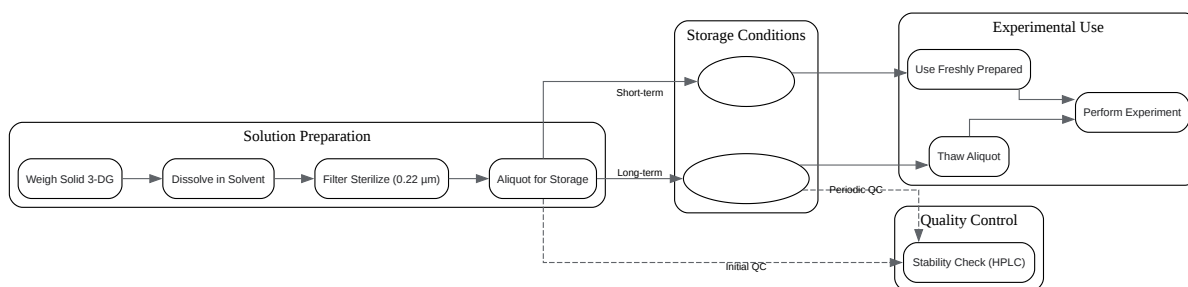 Solution Preparation
Weigh Solid 3-DG
Dissolve in Solvent
Filter Sterilize (0.22 µm)
Aliquot for Storage
Short-term
Long-term
Initial QC
Storage Conditions
Periodic QC
Experimental Use
Use Freshly Prepared
Thaw Aliquot
Perform Experiment
Quality Control
Stability Check (HPLC)